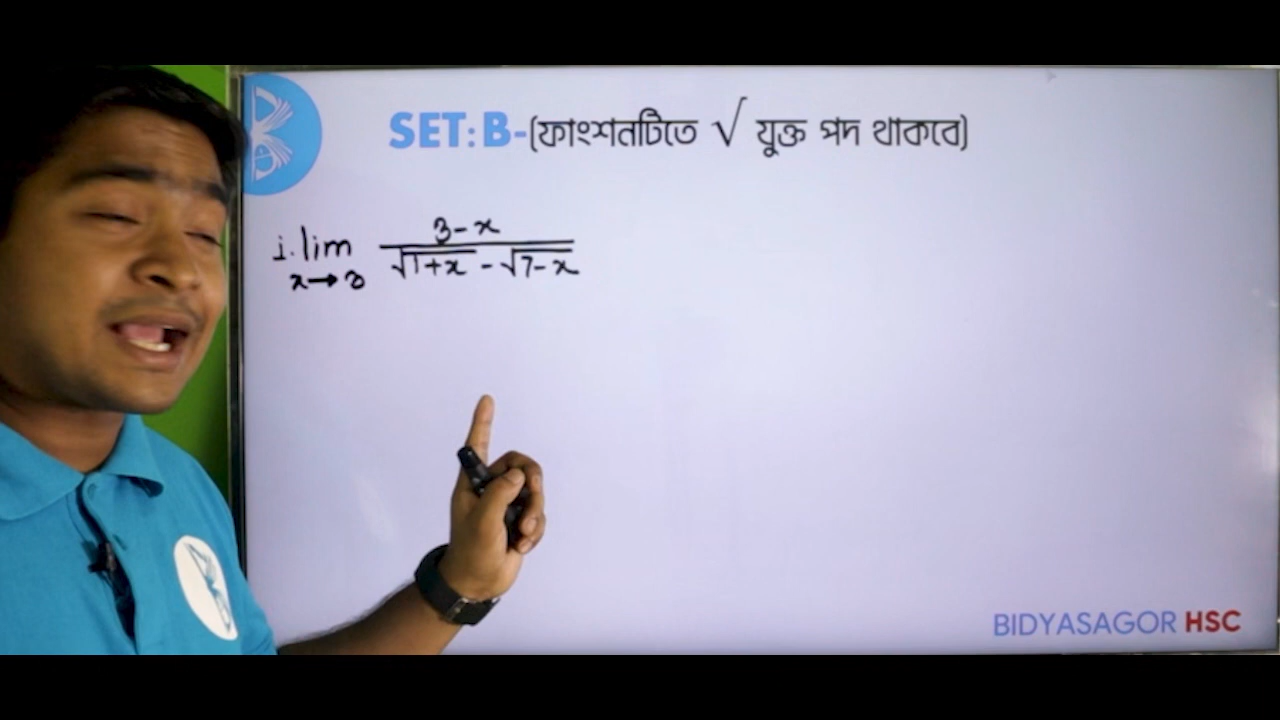 SET: B-(ফাংশনটিতে √ যুক্ত পদ থাকবে)
i. lim 3-x
x→3 √1+x - √7-x
BIDYASAGOR HSC